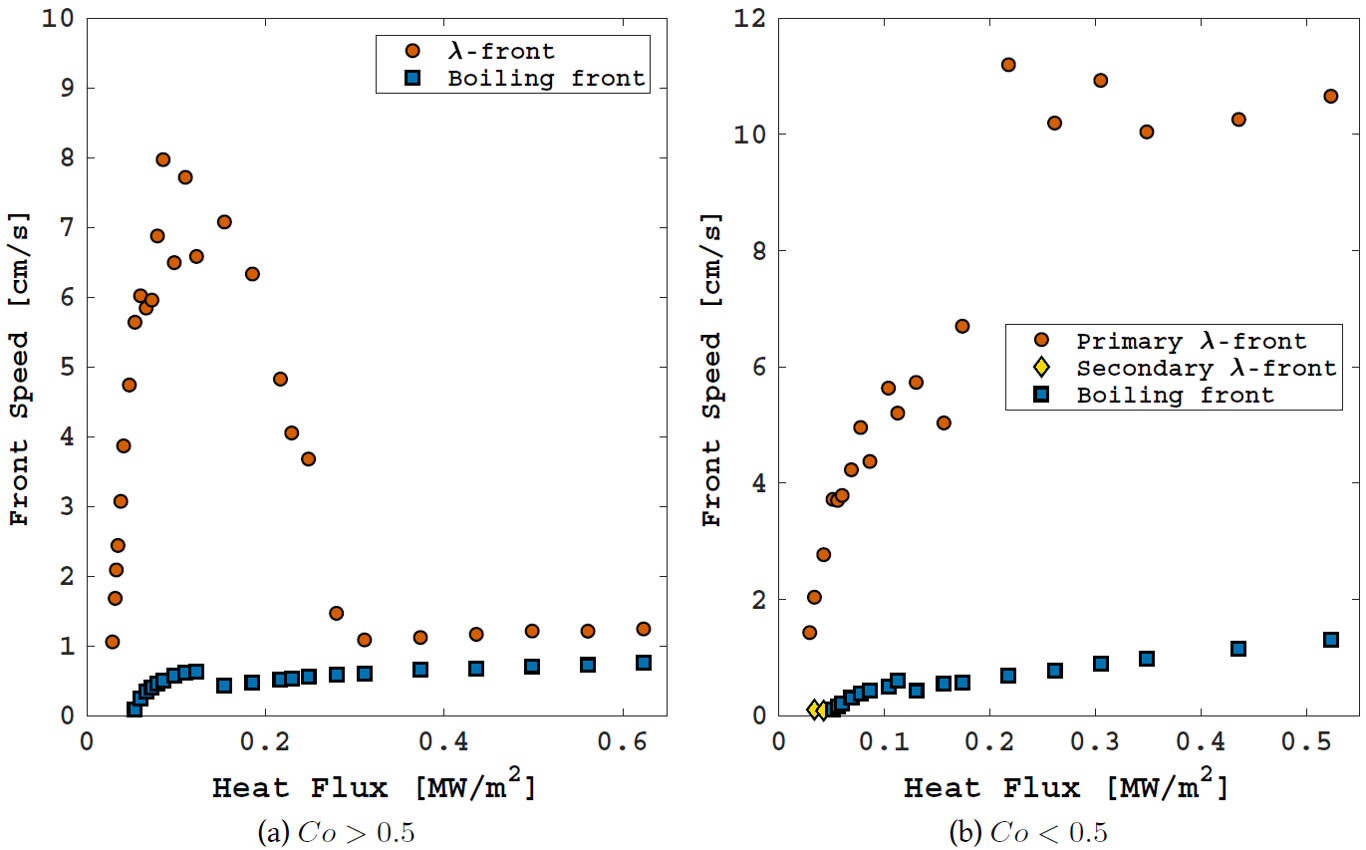 10
9
8
7
6
5
4
3
2
1
0
Front Speed [cm/s]
λ-front
Boiling front
0
0.2
0.4
0.6
Heat Flux [MW/m²]
(a) Co > 0.5
12
10
8
6
4
2
0
Front Speed [cm/s]
Primary λ-front
Secondary λ-front
Boiling front
0
0.1
0.2
0.3
0.4
0.5
Heat Flux [MW/m²]
(b) Co < 0.5